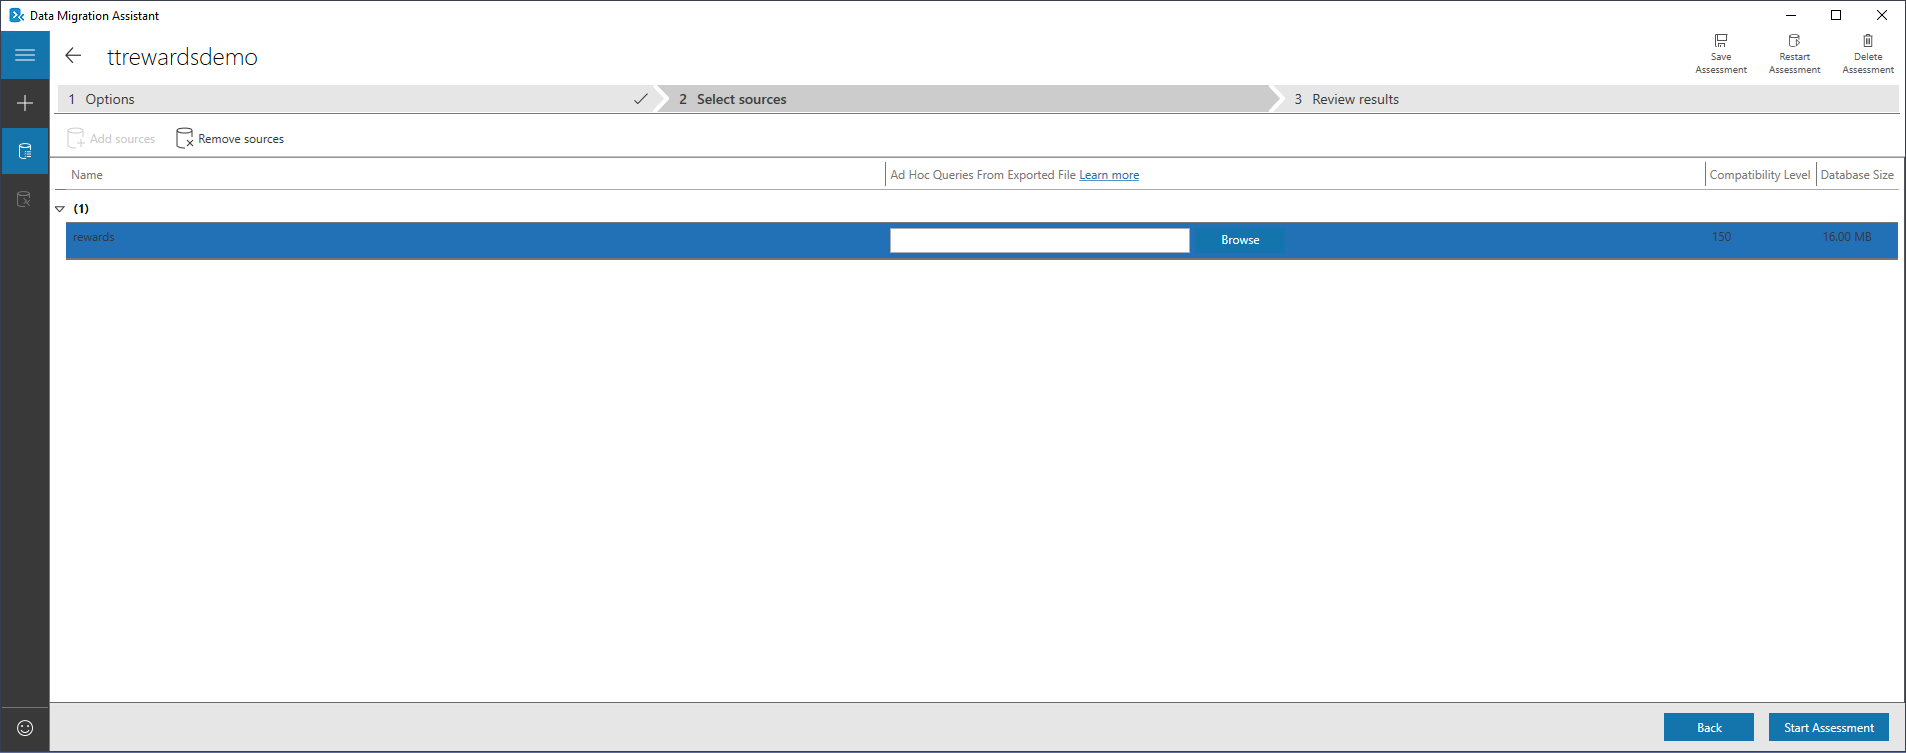 Data Migration Assistant
ttrewardsdemo
Save Assessment
Restart Assessment
Delete Assessment
1 Options
2 Select sources
3 Review results
Add sources
Remove sources
Name
Ad Hoc Queries From Exported File Learn more
Compatibility Level
Database Size
(1)
rewards
Browse
150
16.00 MB
Back
Start Assessment